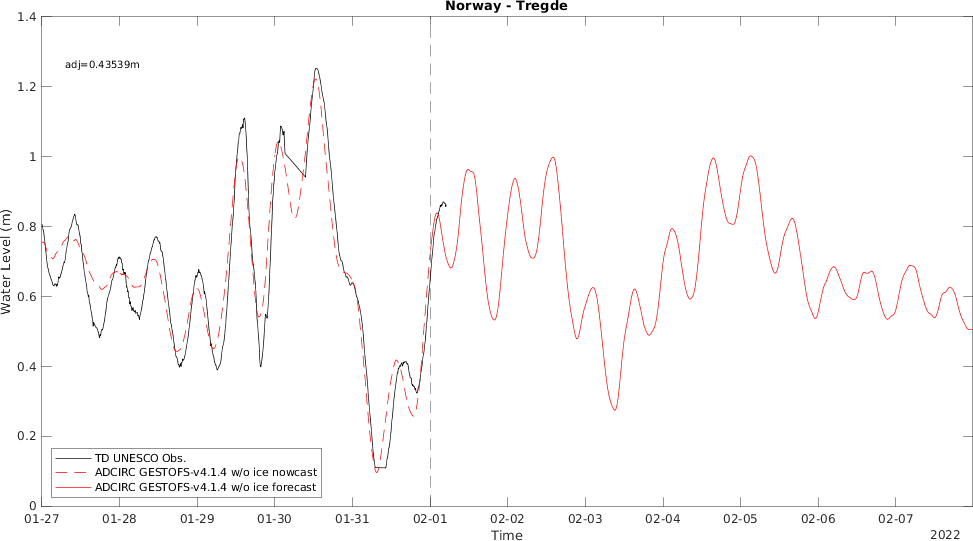 Norway - Tregde
1.4
1.2
1
0.8
0.6
0.4
0.2
0
Water Level (m)
adj=0.43539m
TD UNESCO Obs.
ADCIRC GESTOFS-v4.1.4 w/o ice nowcast
ADCIRC GESTOFS-v4.1.4 w/o ice forecast
01-27 01-28 01-29 01-30 01-31 02-01 02-02 02-03 02-04 02-05 02-06 02-07
Time
2022